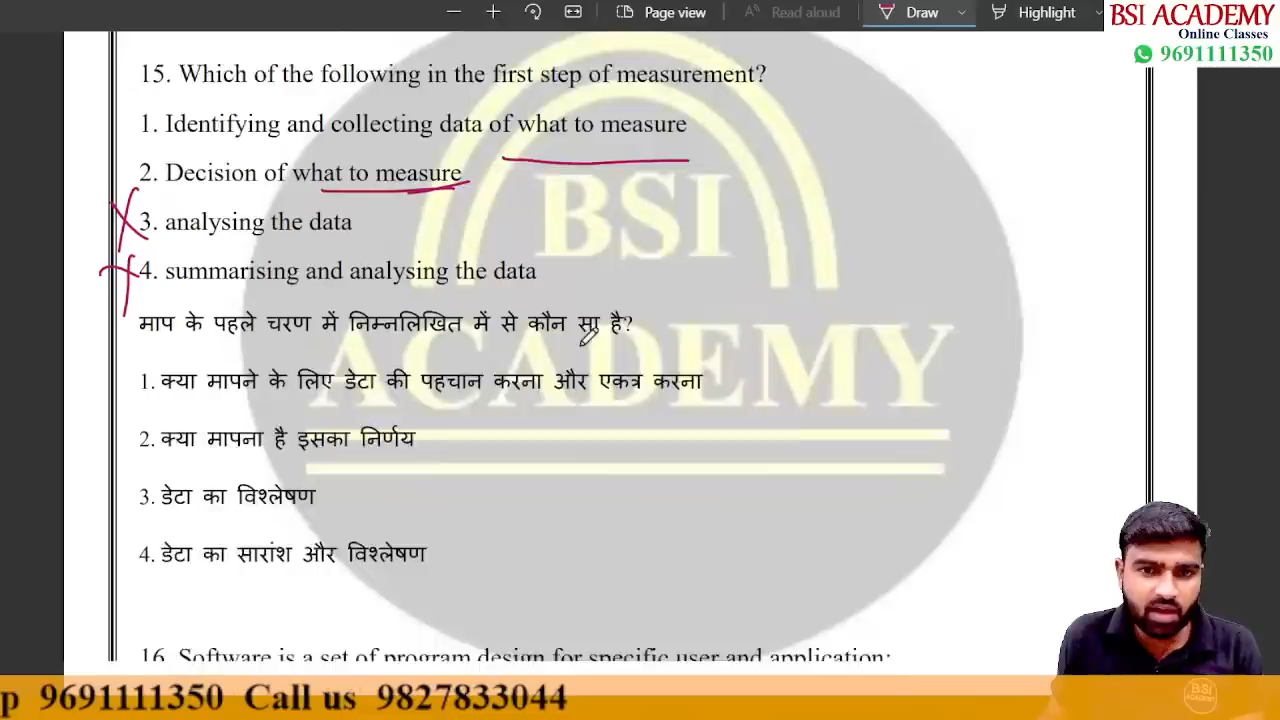 Page view
Read aloud
Draw
Highlight
BSI ACADEMY
Online Classes
9691111350
15. Which of the following in the first step of measurement?
1. Identifying and collecting data of what to measure
2. Decision of what to measure
3. analysing the data
4. summarising and analysing the data
माप के पहले चरण में निम्नलिखित में से कौन सा है?
1. क्या मापने के लिए डेटा की पहचान करना और एकत्र करना
2. क्या मापना है इसका निर्णय
3. डेटा का विश्लेषण
4. डेटा का सारांश और विश्लेषण
BSI
ACADEMY
16. Software is a set of program design for specific user and application:
p 9691111350 Call us 9827833044
BSI
ACADEMY